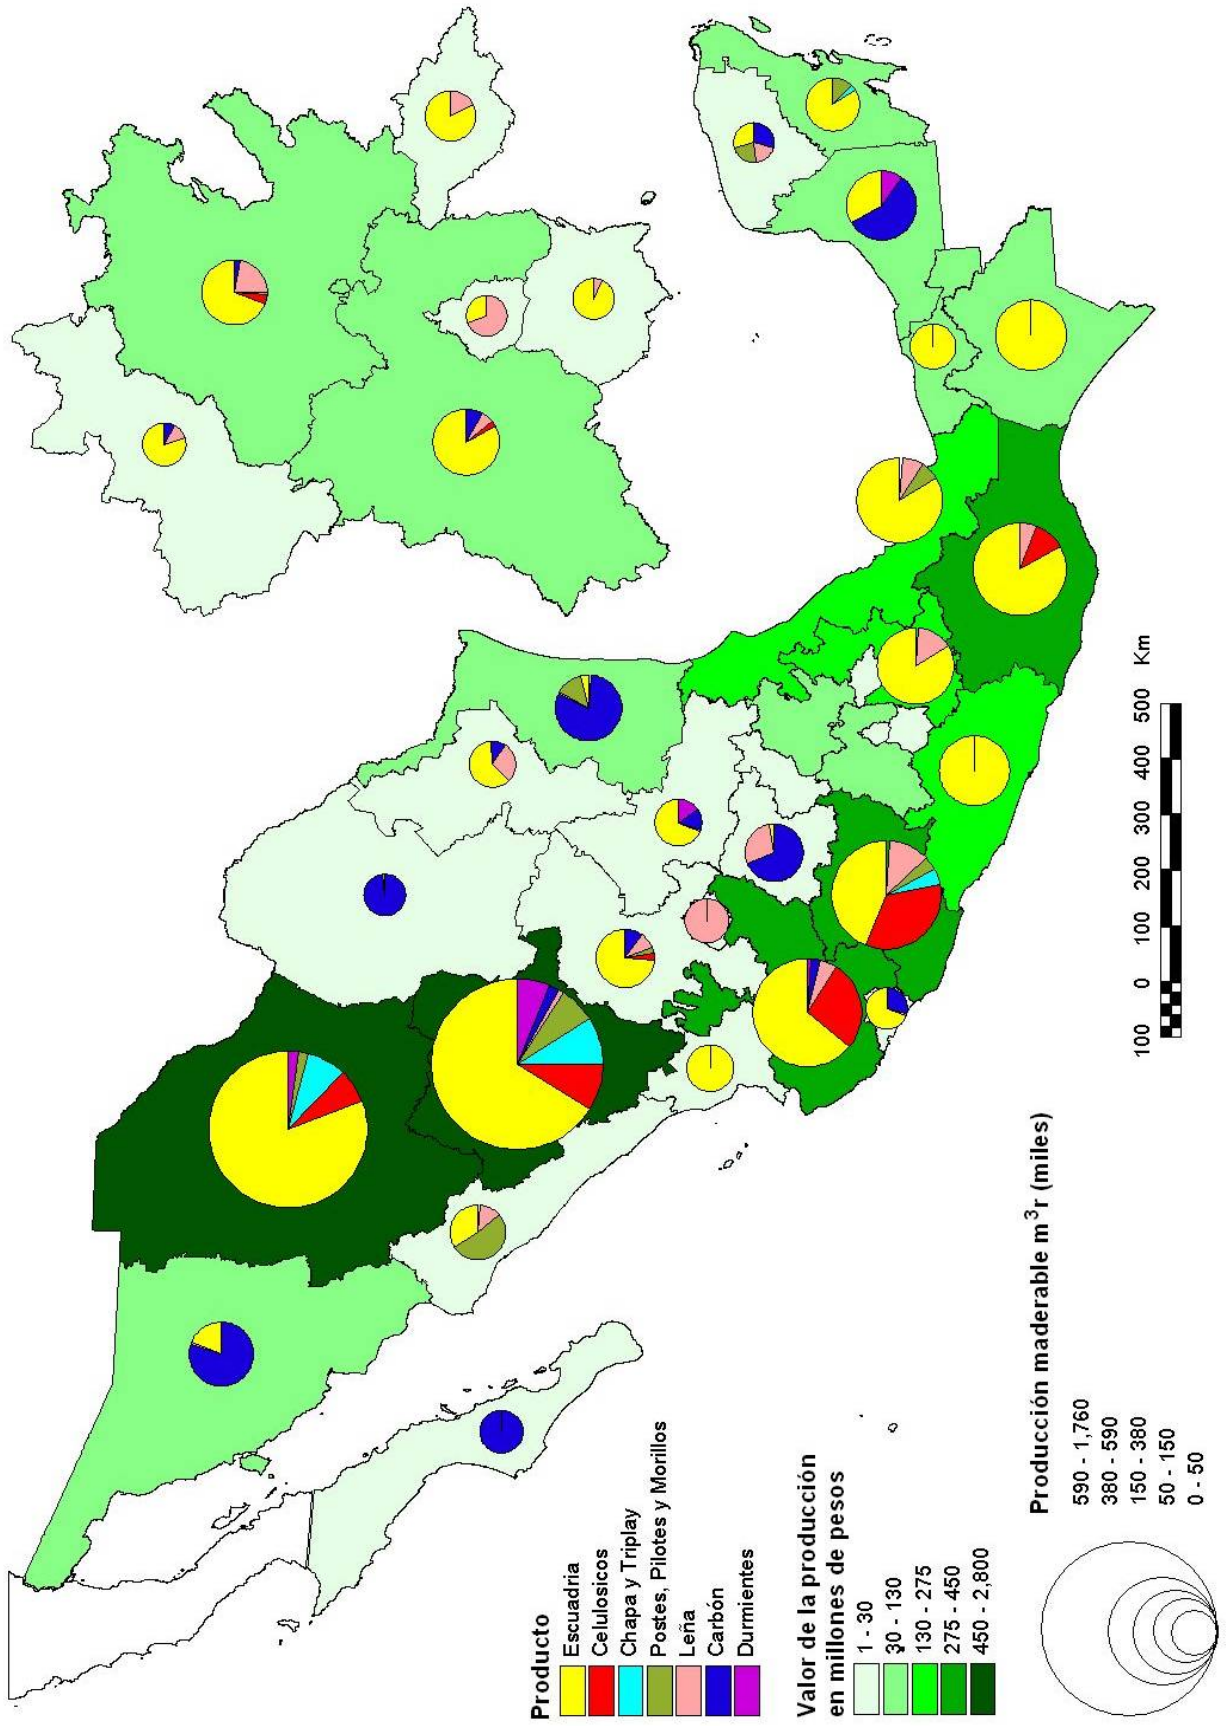 Producto
Escuadria
Celulosicos
Chapa y Triplay
Postes, Pilotes y Morillos
Leña
Carbón
Durmientes
Valor de la producción
en millones de pesos
1 - 30
30 - 130
130 - 275
275 - 450
450 - 2,800
Producción maderable m³r (miles)
590 - 1,760
380 - 590
150 - 380
50 - 150
0 - 50
100 0 100 200 300 400 500 Km